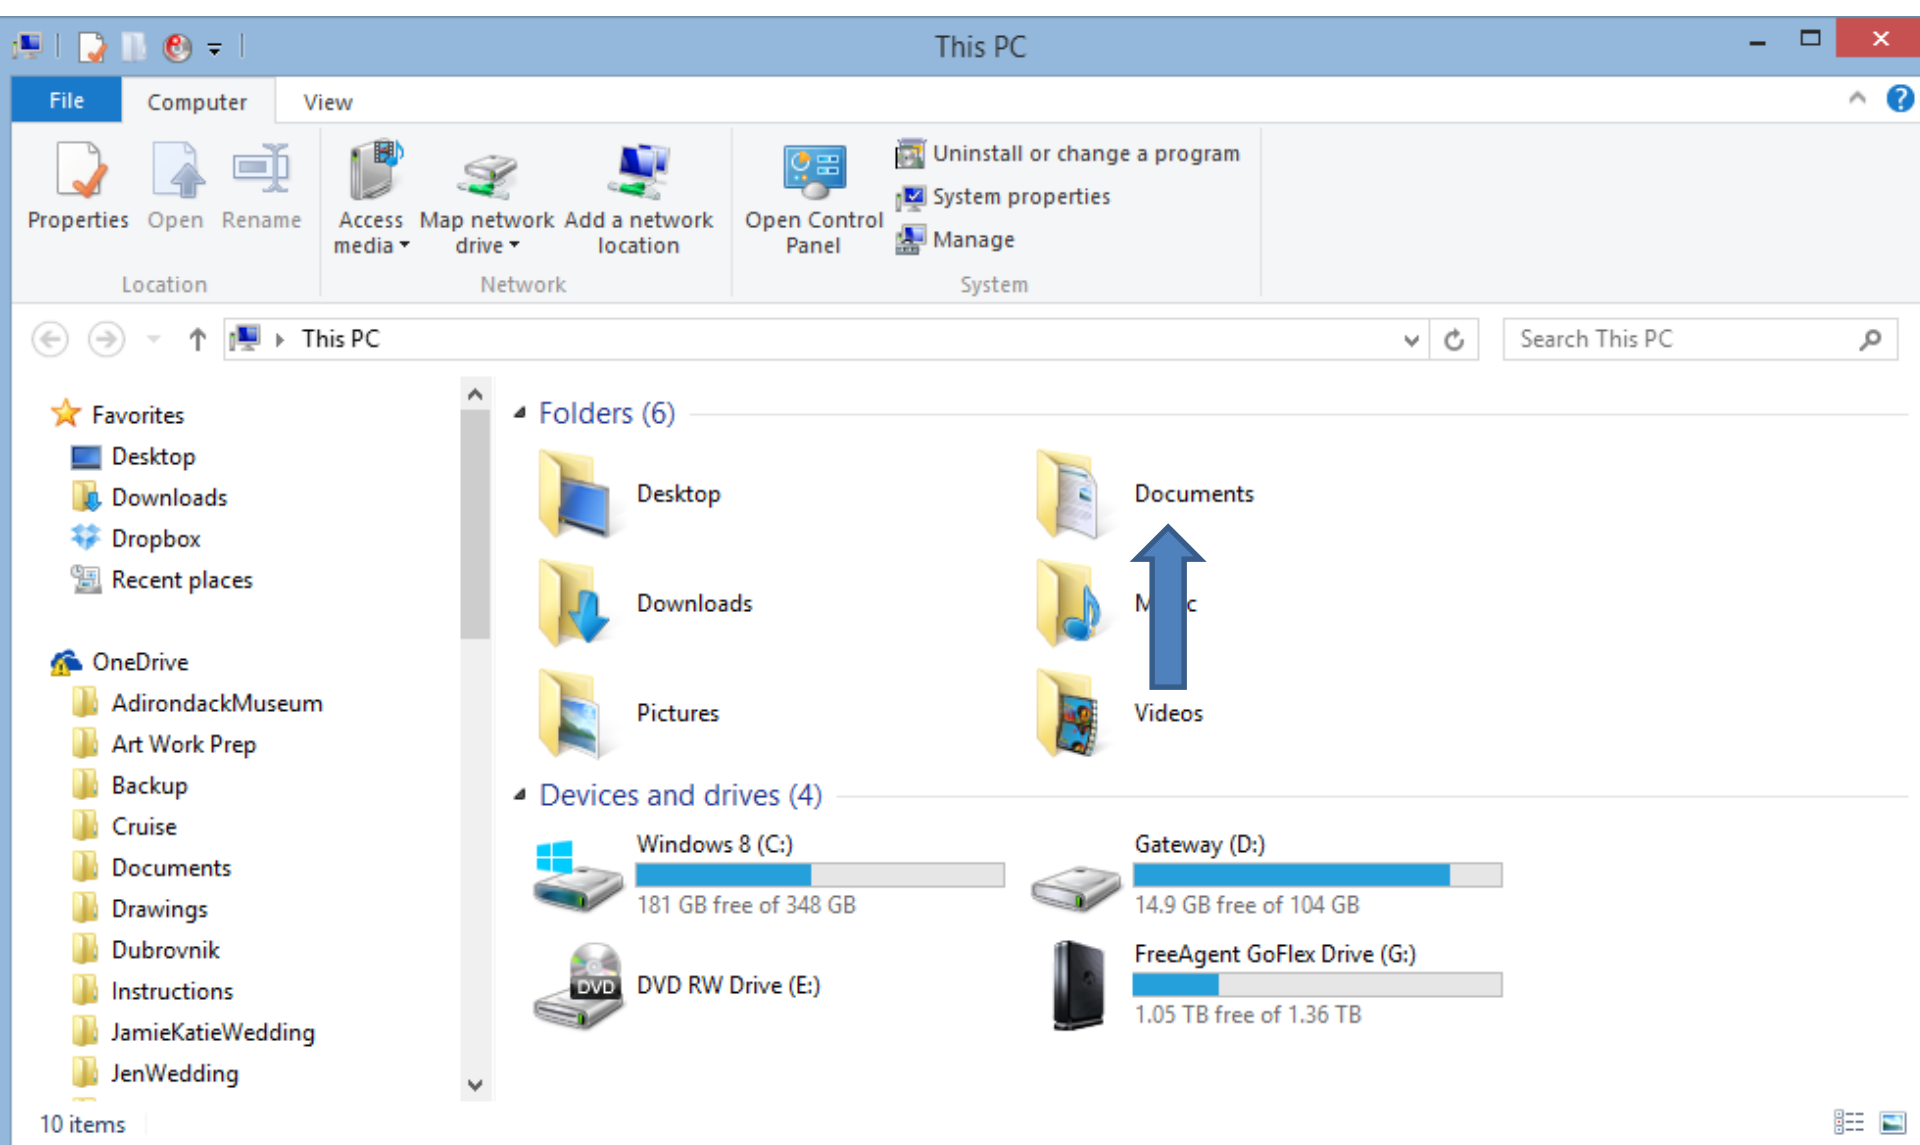 This PC
File Computer View
Properties Open Rename
Access media
Map network drive
Add a network location
Open Control Panel
Uninstall or change a program
System properties
Manage
Location Network System
This PC
Search This PC
Favorites
Desktop
Downloads
Dropbox
Recent places
OneDrive
AdirondackMuseum
Art Work Prep
Backup
Cruise
Documents
Drawings
Dubrovnik
Instructions
JamieKatieWedding
JenWedding
Folders (6)
Desktop
Documents
Downloads
Pictures
Videos
Devices and drives (4)
Windows 8 (C:)
181 GB free of 348 GB
Gateway (D:)
14.9 GB free of 104 GB
DVD
DVD RW Drive (E:)
FreeAgent GoFlex Drive (G:)
1.05 TB free of 1.36 TB
10 items